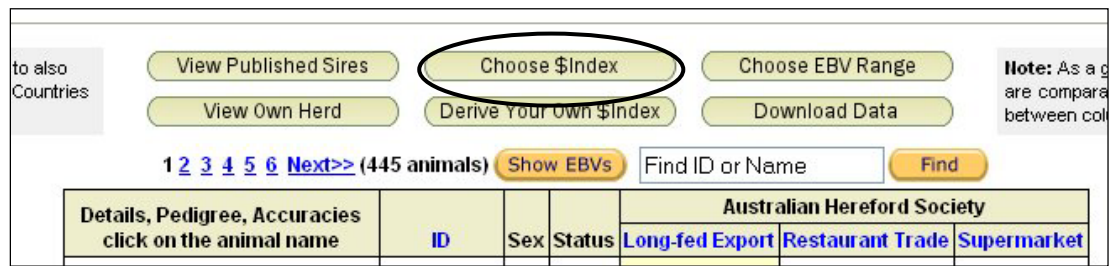 to also
Countries
View Published Sires
Choose $Index
Choose EBV Range
View Own Herd
Derive Your Own $Index
Download Data
Note: As a g
are compara
between colu
1 2 3 4 5 6 Next>> (445 animals) Show EBVs Find ID or Name Find
Details, Pedigree, Accuracies
click on the animal name
ID
Sex
Status
Australian Hereford Society
Long-fed Export
Restaurant Trade
Supermarket